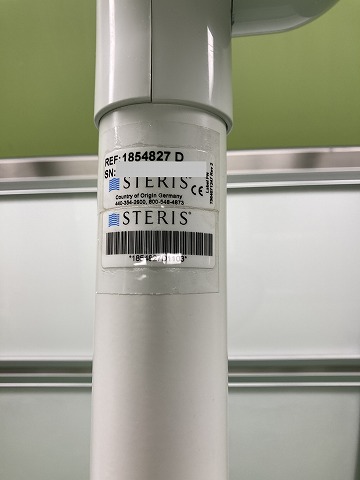 REF: 1854827 D
SN:
STERIS®
Country of Origin Germany
440-354-2600, 800-548-4873
STERIS®